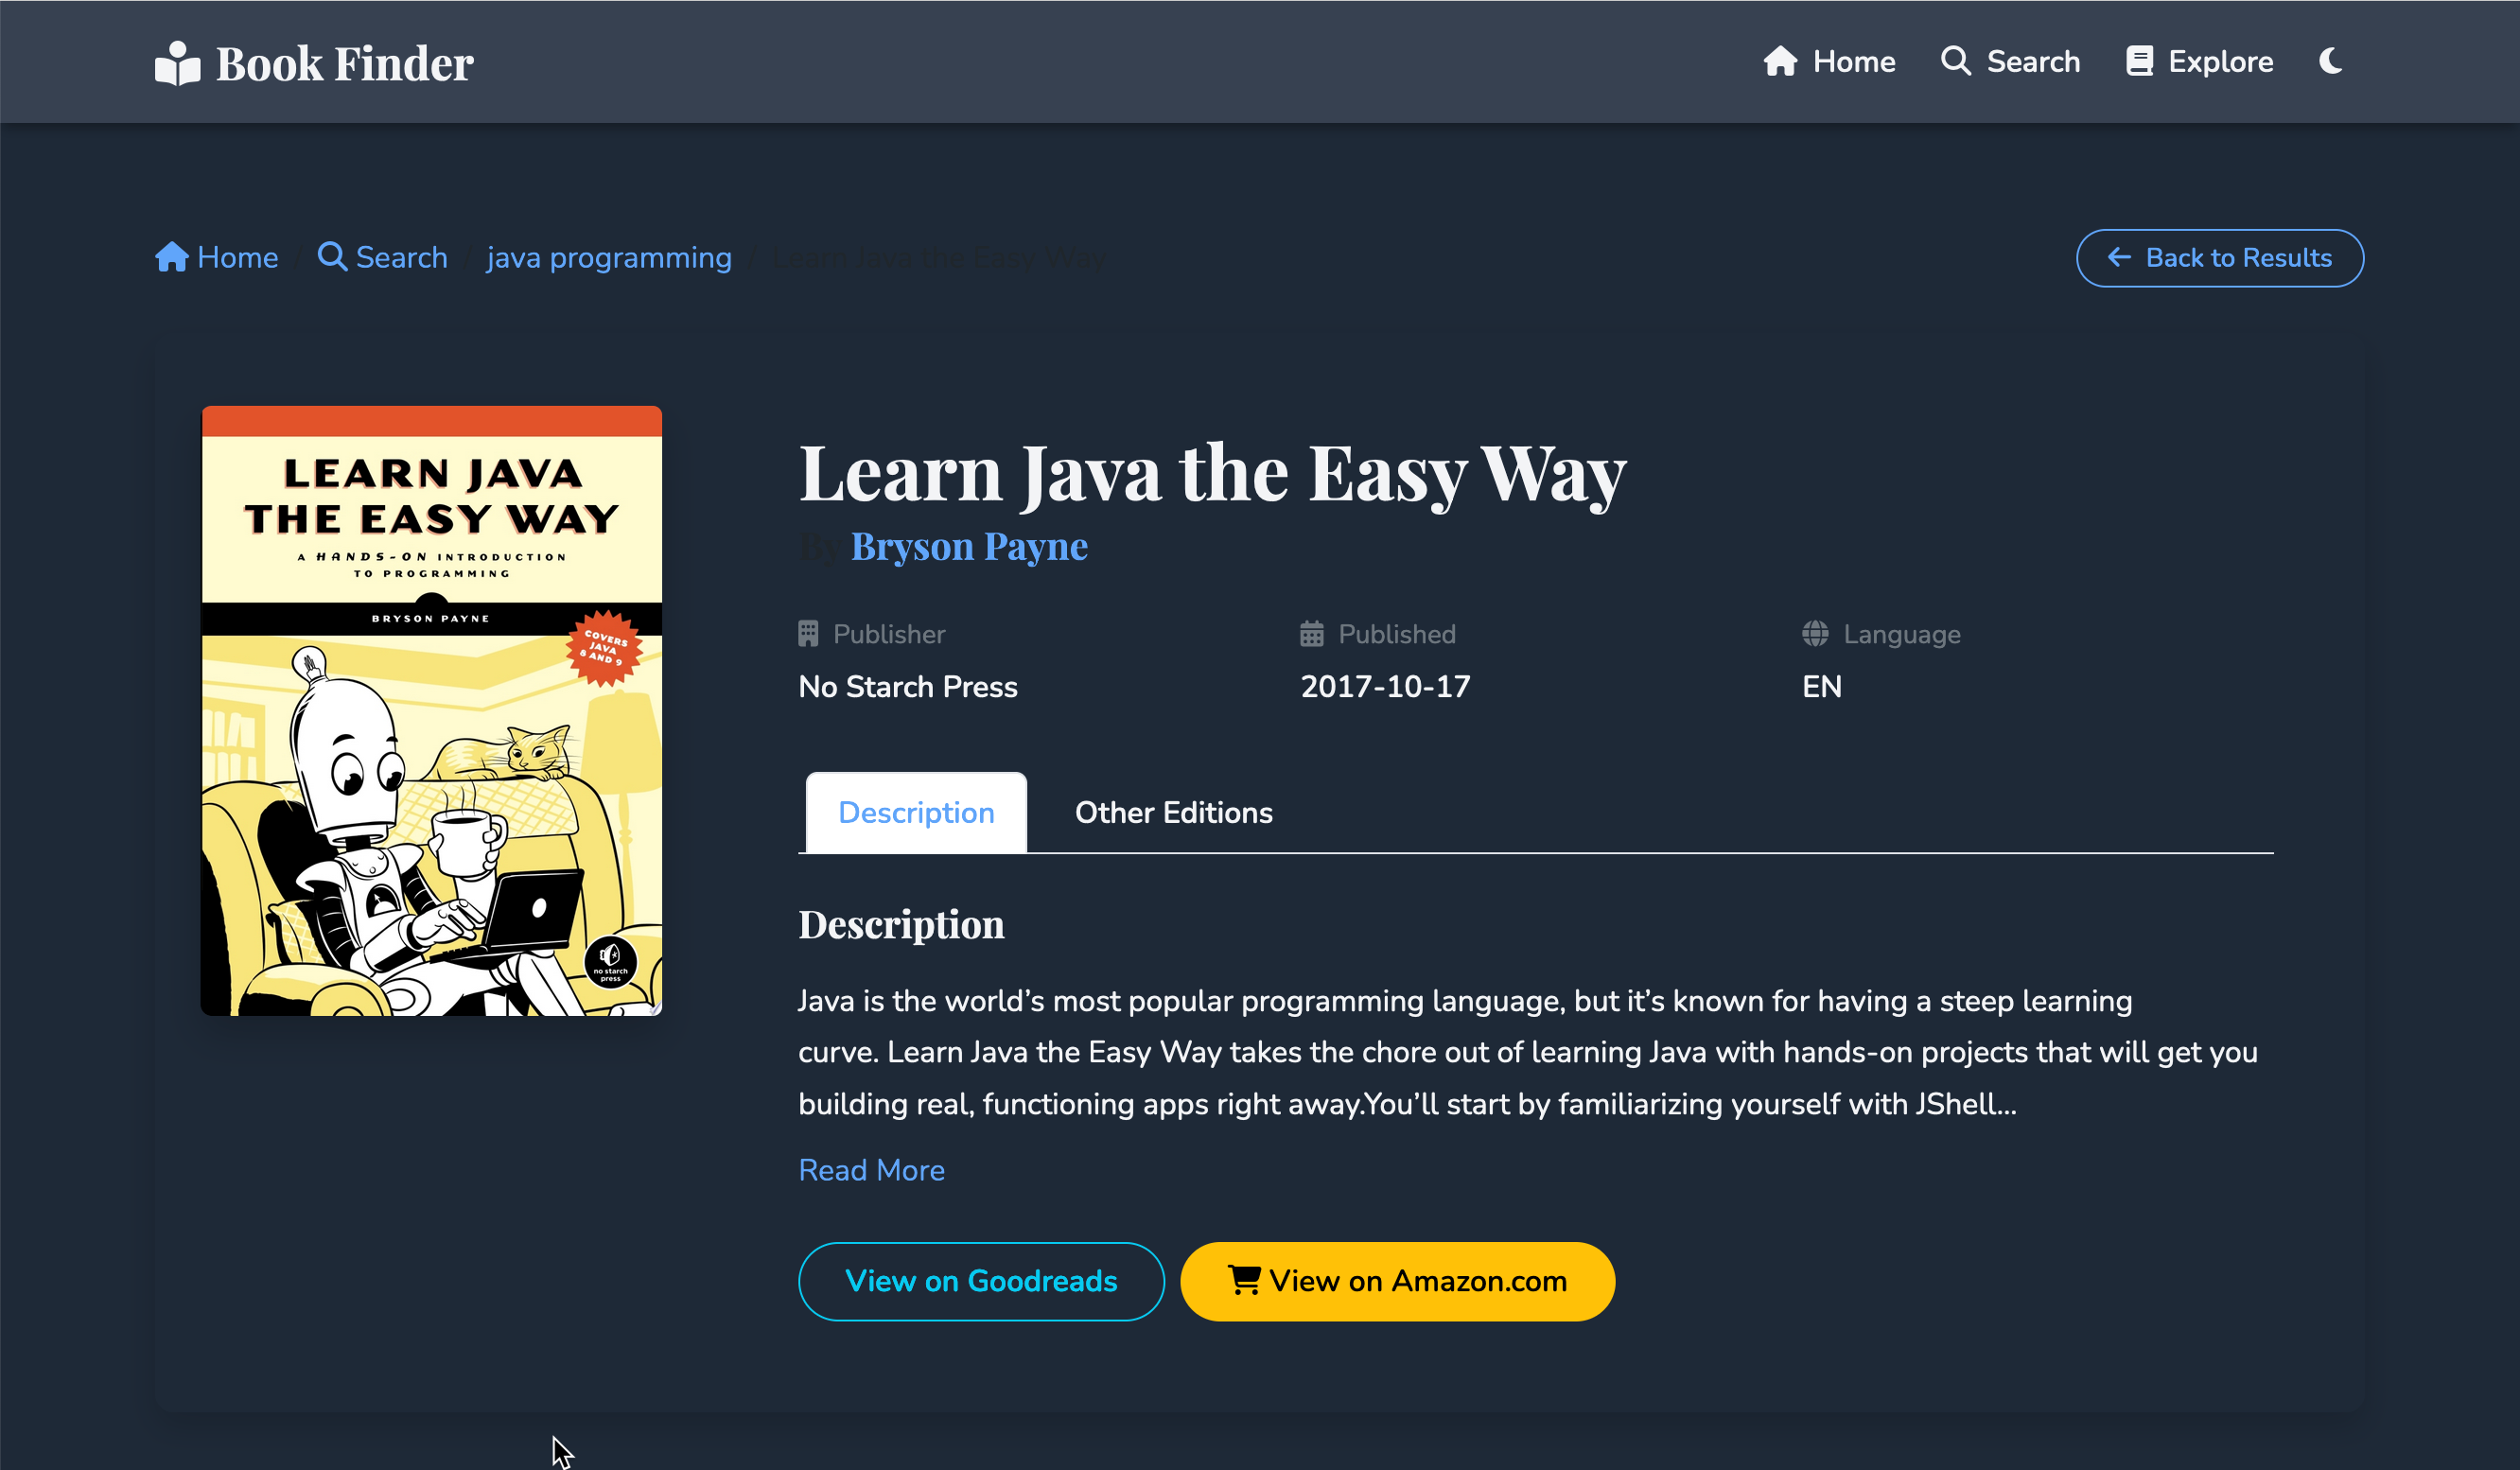 Book Finder
Home Search Explore
Home / Search / java programming / Learn Java the Easy Way
Back to Results
LEARN JAVA
THE EASY WAY
A HANDS-ON INTRODUCTION
TO PROGRAMMING
BRYSON PAYNE
COVERS
JAVA
8 AND 9
no starch
press
Learn Java the Easy Way
By Bryson Payne
Publisher Published Language
No Starch Press 2017-10-17 EN
Description Other Editions
Description
Java is the world’s most popular programming language, but it’s known for having a steep learning
curve. Learn Java the Easy Way takes the chore out of learning Java with hands-on projects that will get you
building real, functioning apps right away.You’ll start by familiarizing yourself with JShell...
Read More
View on Goodreads View on Amazon.com